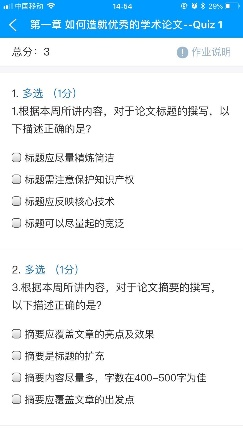 中国移动 14:54 29%
第一章 如何造就优秀的学术论文--Quiz 1
总分：3 作业说明
1. 多选 （1分）
1.根据本周所讲内容，对于论文标题的撰写，以
下描述正确的是?
标题应尽量精炼简洁
标题需注意保护知识产权
标题应反映核心技术
标题可以尽量起的宽泛
2. 多选 （1分）
3.根据本周所讲内容，对于论文摘要的撰写，
以下描述正确的是?
摘要应覆盖文章的亮点及效果
摘要是标题的扩充
摘要内容尽量多，字数在400-500字为佳
摘要应覆盖文章的出发点